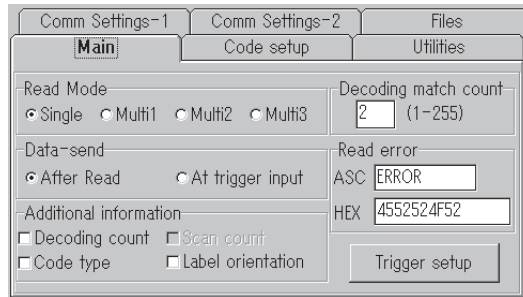 Comm Settings-1 Comm Settings-2 Files
Main Code setup Utilities
Read Mode
Single Multi1 Multi2 Multi3
Decoding match count
2 (1-255)
Data-send
After Read At trigger input
Read error
ASC ERROR
HEX 4552524F52
Additional information
Decoding count Scan count
Code type Label orientation
Trigger setup